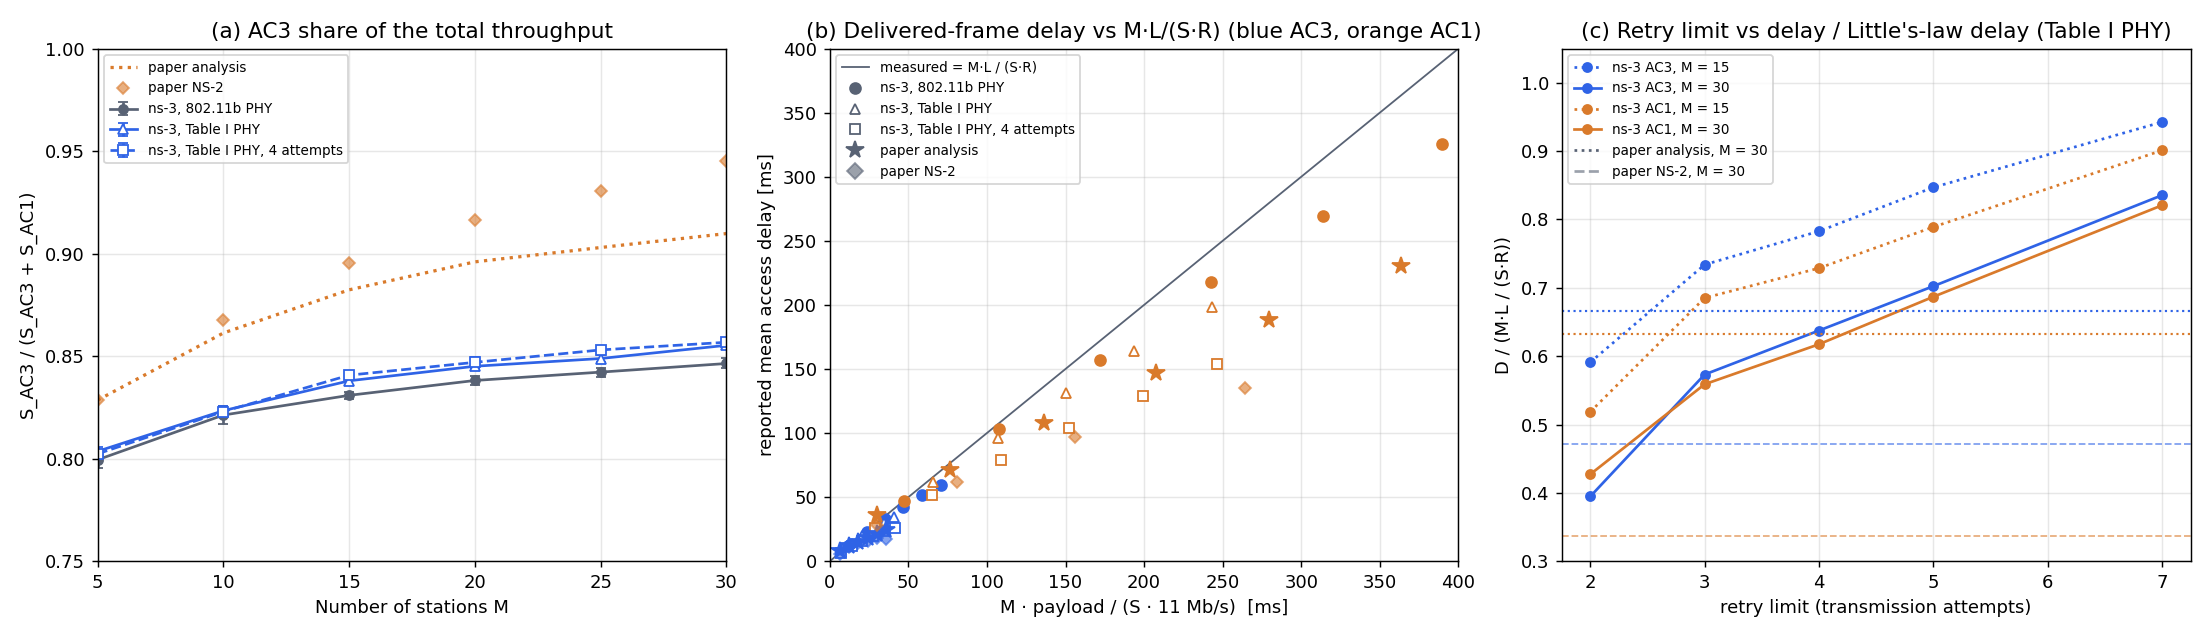 (a) AC3 share of the total throughput
1.00
0.95
0.90
0.85
0.80
0.75
5
10
15
20
25
30
S_AC3 / (S_AC3 + S_AC1)
Number of stations M
paper analysis
paper NS-2
ns-3, 802.11b PHY
ns-3, Table I PHY
ns-3, Table I PHY, 4 attempts
(b) Delivered-frame delay vs M·L/(S·R) (blue AC3, orange AC1)
400
350
300
250
200
150
100
50
0
0
50
100
150
200
250
300
350
400
reported mean access delay [ms]
M · payload / (S · 11 Mb/s) [ms]
measured = M·L / (S·R)
ns-3, 802.11b PHY
ns-3, Table I PHY
ns-3, Table I PHY, 4 attempts
paper analysis
paper NS-2
(c) Retry limit vs delay / Little's-law delay (Table I PHY)
1.0
0.9
0.8
0.7
0.6
0.5
0.4
0.3
2
3
4
5
6
7
D / (M·L / (S·R))
retry limit (transmission attempts)
ns-3 AC3, M = 15
ns-3 AC3, M = 30
ns-3 AC1, M = 15
ns-3 AC1, M = 30
paper analysis, M = 30
paper NS-2, M = 30